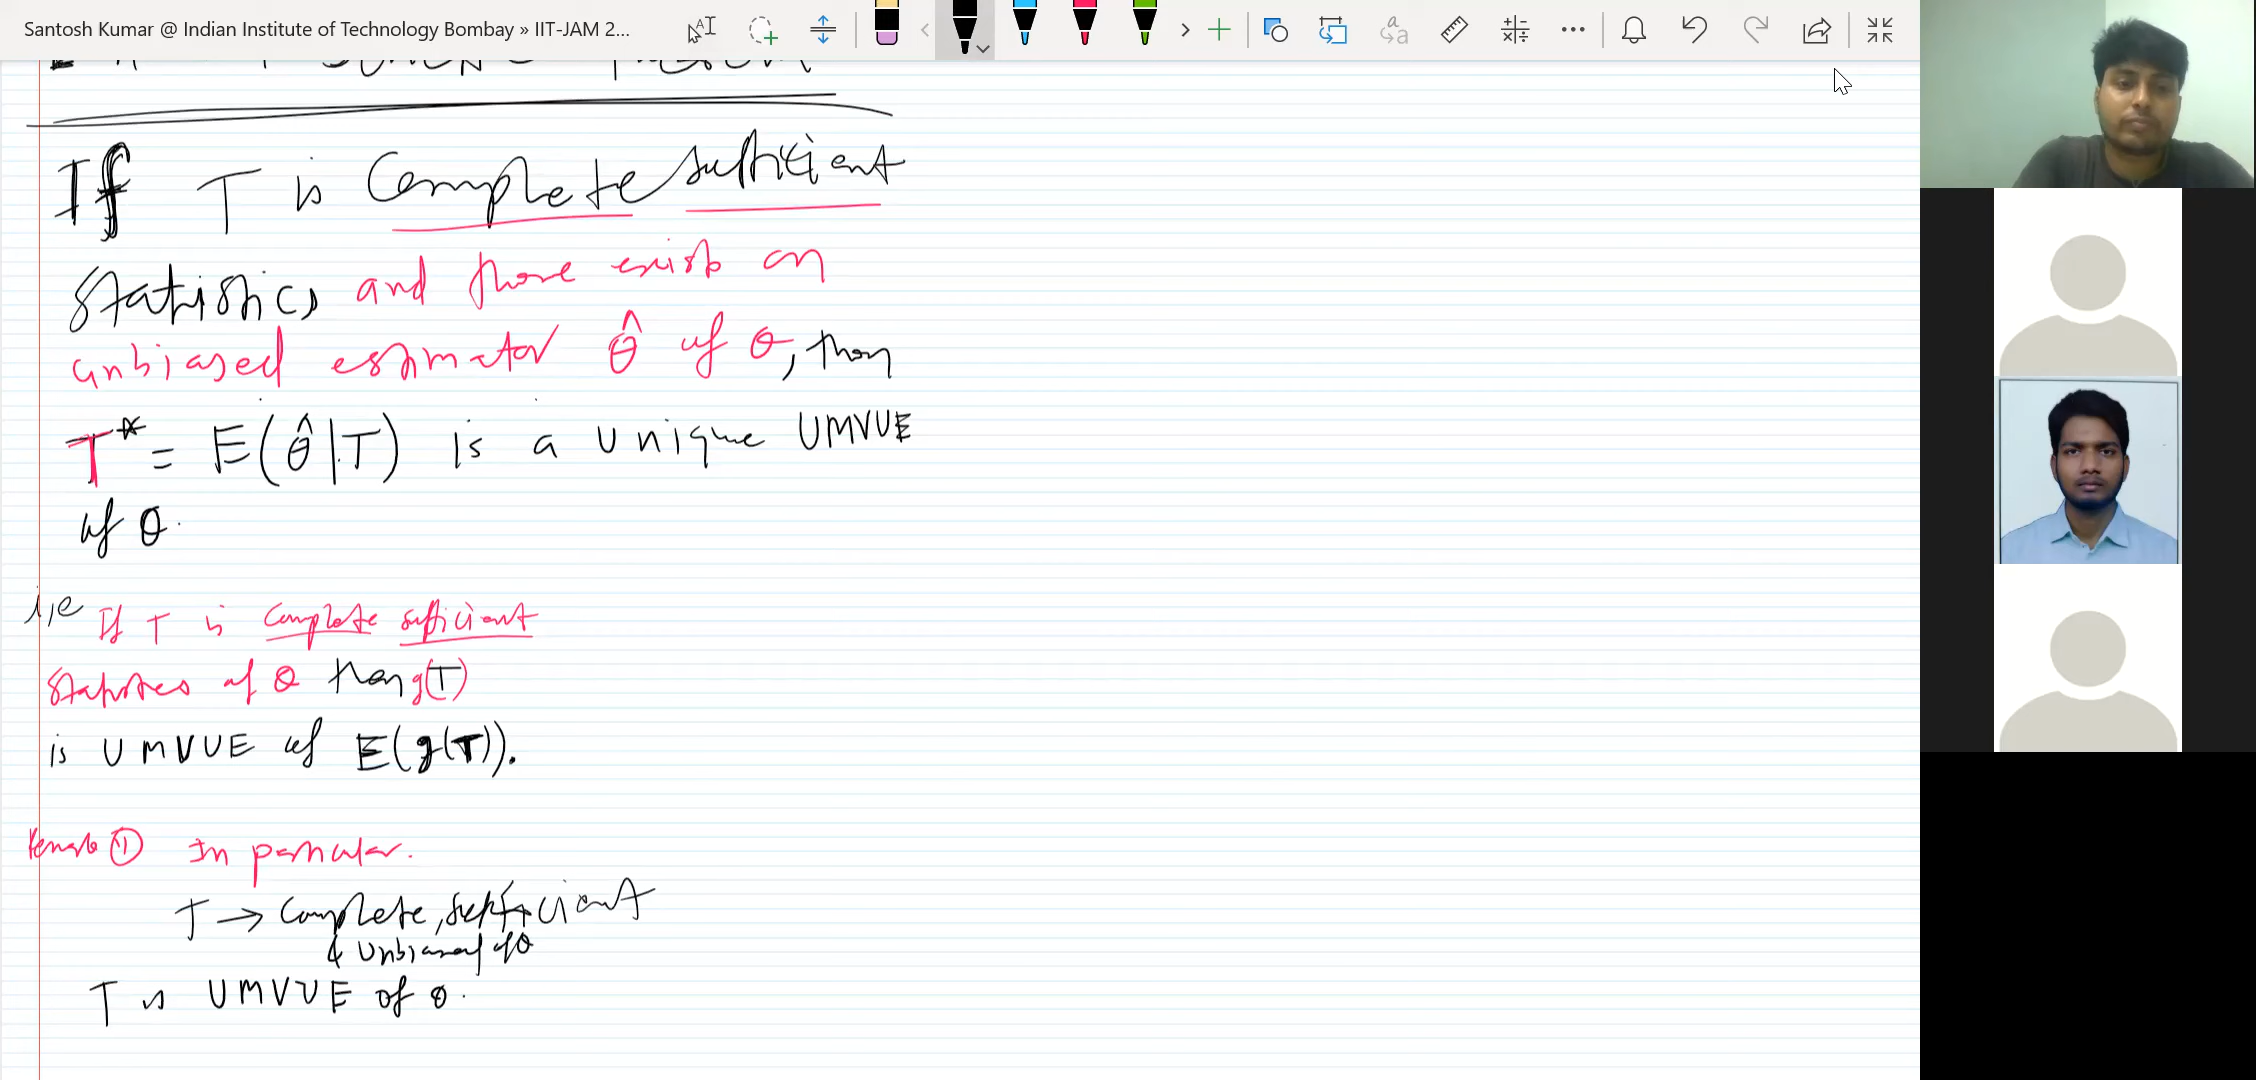 Santosh Kumar @ Indian Institute of Technology Bombay » IIT-JAM 2...
If T is Complete sufficient
Statistics and there exists an
unbiased estimator θ̂ of θ, then
T* = E(θ̂|T) is a unique UMVUE
of θ.
i,e If T is Complete sufficient
Statistics of θ then g(T)
is UMVUE of E(g(T)).
Remark ① In particular.
T → Complete, sufficient
& Unbiased of θ
T is UMVUE of θ.